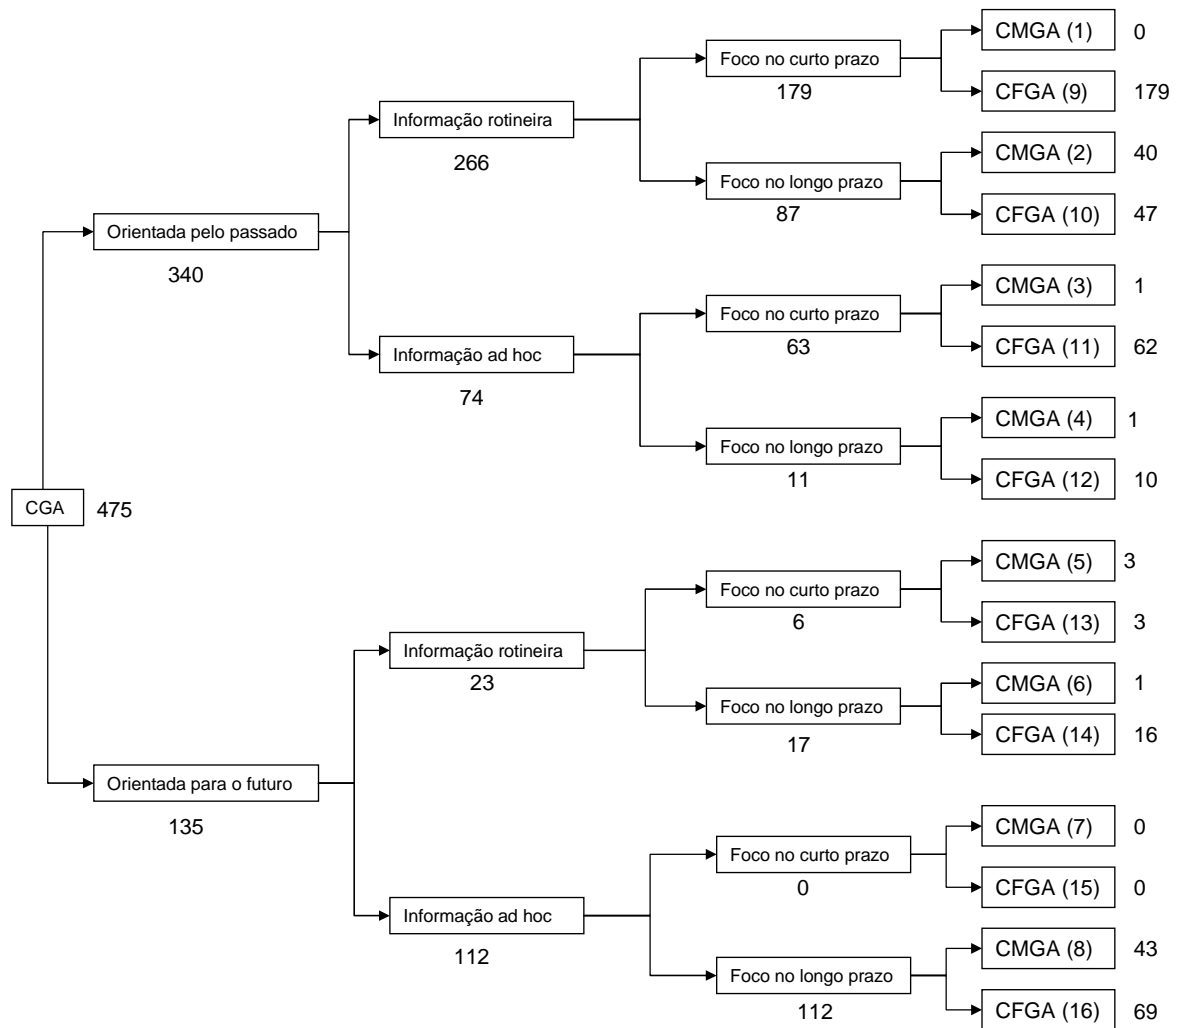 CMGA (1) 0
Foco no curto prazo
179
CFGA (9) 179
Informação rotineira
266
CMGA (2) 40
Foco no longo prazo
87
CFGA (10) 47
Orientada pelo passado
340
CMGA (3) 1
Foco no curto prazo
63
CFGA (11) 62
Informação ad hoc
74
CMGA (4) 1
Foco no longo prazo
11
CFGA (12) 10
CGA 475
CMGA (5) 3
Foco no curto prazo
6
CFGA (13) 3
Informação rotineira
23
CMGA (6) 1
Foco no longo prazo
17
CFGA (14) 16
Orientada para o futuro
135
CMGA (7) 0
Foco no curto prazo
0
CFGA (15) 0
Informação ad hoc
112
CMGA (8) 43
Foco no longo prazo
112
CFGA (16) 69